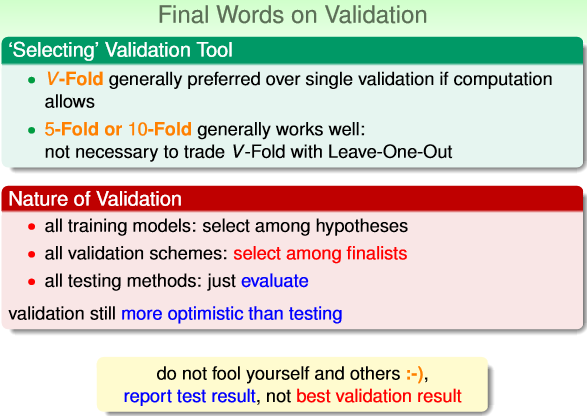 Final Words on Validation
‘Selecting’ Validation Tool
• V-Fold generally preferred over single validation if computation
allows
• 5-Fold or 10-Fold generally works well:
not necessary to trade V-Fold with Leave-One-Out
Nature of Validation
• all training models: select among hypotheses
• all validation schemes: select among finalists
• all testing methods: just evaluate
validation still more optimistic than testing
do not fool yourself and others :-),
report test result, not best validation result